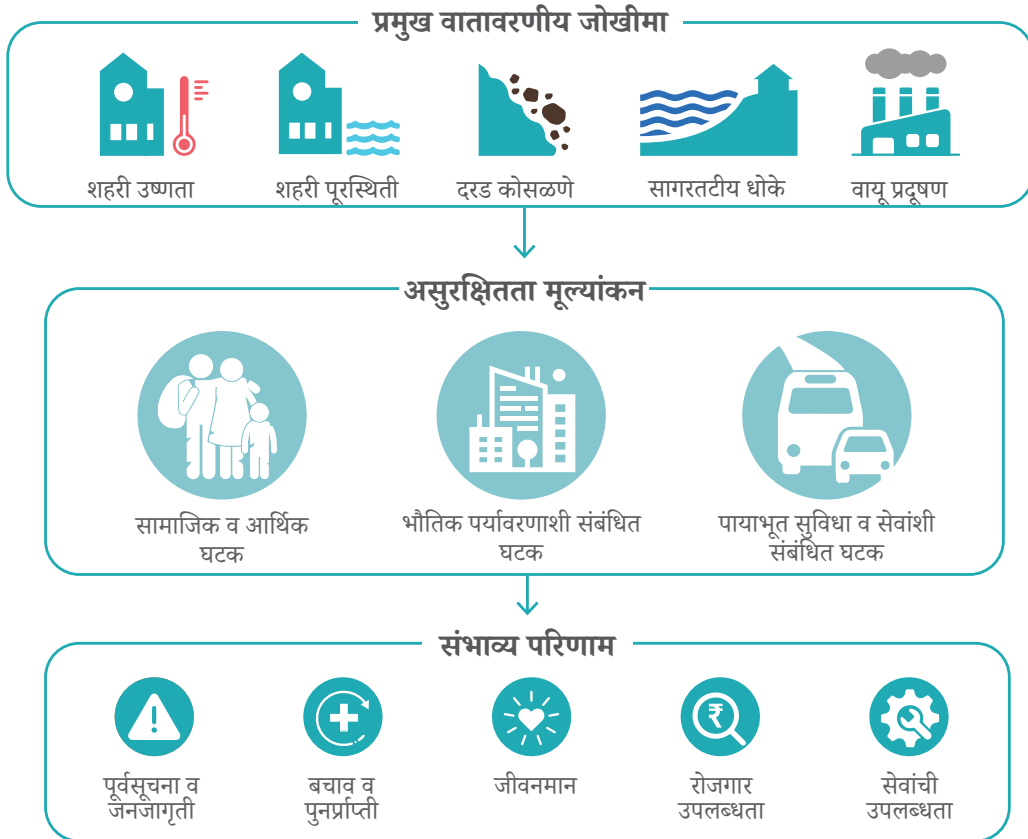 प्रमुख वातावरणीय जोखीमा
शहरी उष्णता
शहरी पूरस्थिती
दरड कोसळणे
सागरतटीय धोके
वायू प्रदूषण
असुरक्षितता मूल्यांकन
सामाजिक व आर्थिक
घटक
भौतिक पर्यावरणाशी संबंधित
घटक
पायाभूत सुविधा व सेवांशी
संबंधित घटक
संभाव्य परिणाम
पूर्वसूचना व
जनजागृती
बचाव व
पुनर्प्राप्ती
जीवनमान
₹
रोजगार
उपलब्धता
सेवांची
उपलब्धता